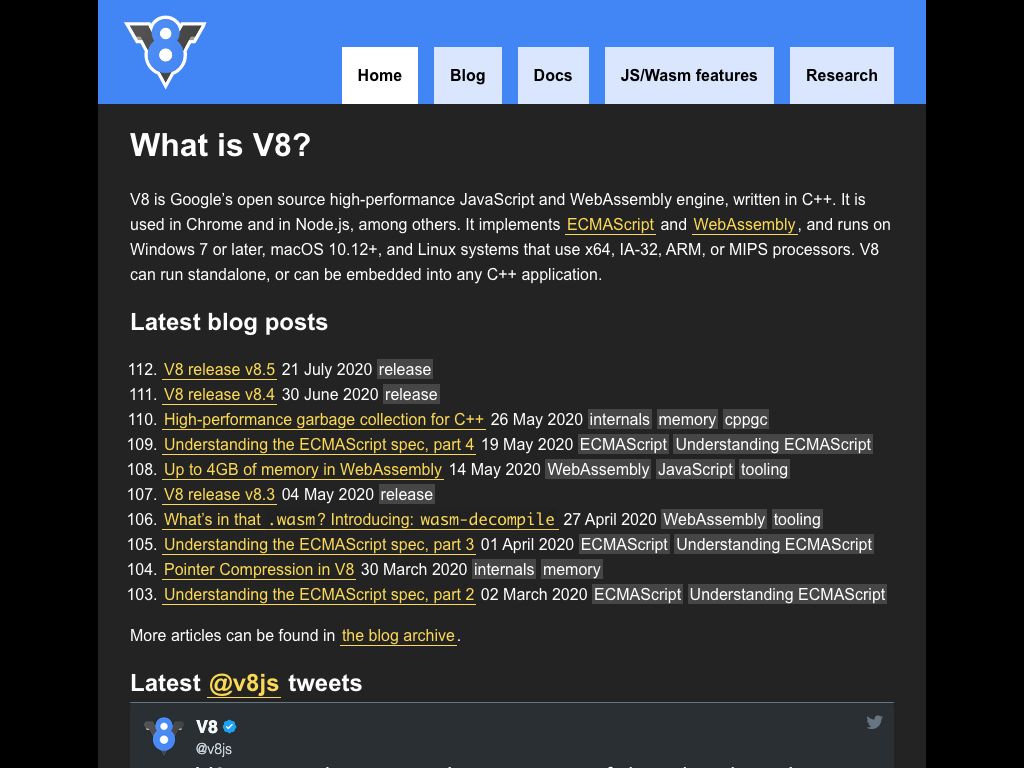 Home
Blog
Docs
JS/Wasm features
Research
What is V8?
V8 is Google’s open source high-performance JavaScript and WebAssembly engine, written in C++. It is
used in Chrome and in Node.js, among others. It implements ECMAScript and WebAssembly, and runs on
Windows 7 or later, macOS 10.12+, and Linux systems that use x64, IA-32, ARM, or MIPS processors. V8
can run standalone, or can be embedded into any C++ application.
Latest blog posts
112. V8 release v8.5 21 July 2020 release
111. V8 release v8.4 30 June 2020 release
110. High-performance garbage collection for C++ 26 May 2020 internals memory cppgc
109. Understanding the ECMAScript spec, part 4 19 May 2020 ECMAScript Understanding ECMAScript
108. Up to 4GB of memory in WebAssembly 14 May 2020 WebAssembly JavaScript tooling
107. V8 release v8.3 04 May 2020 release
106. What’s in that .wasm? Introducing: wasm-decompile 27 April 2020 WebAssembly tooling
105. Understanding the ECMAScript spec, part 3 01 April 2020 ECMAScript Understanding ECMAScript
104. Pointer Compression in V8 30 March 2020 internals memory
103. Understanding the ECMAScript spec, part 2 02 March 2020 ECMAScript Understanding ECMAScript
More articles can be found in the blog archive.
Latest @v8js tweets
V8
@v8js